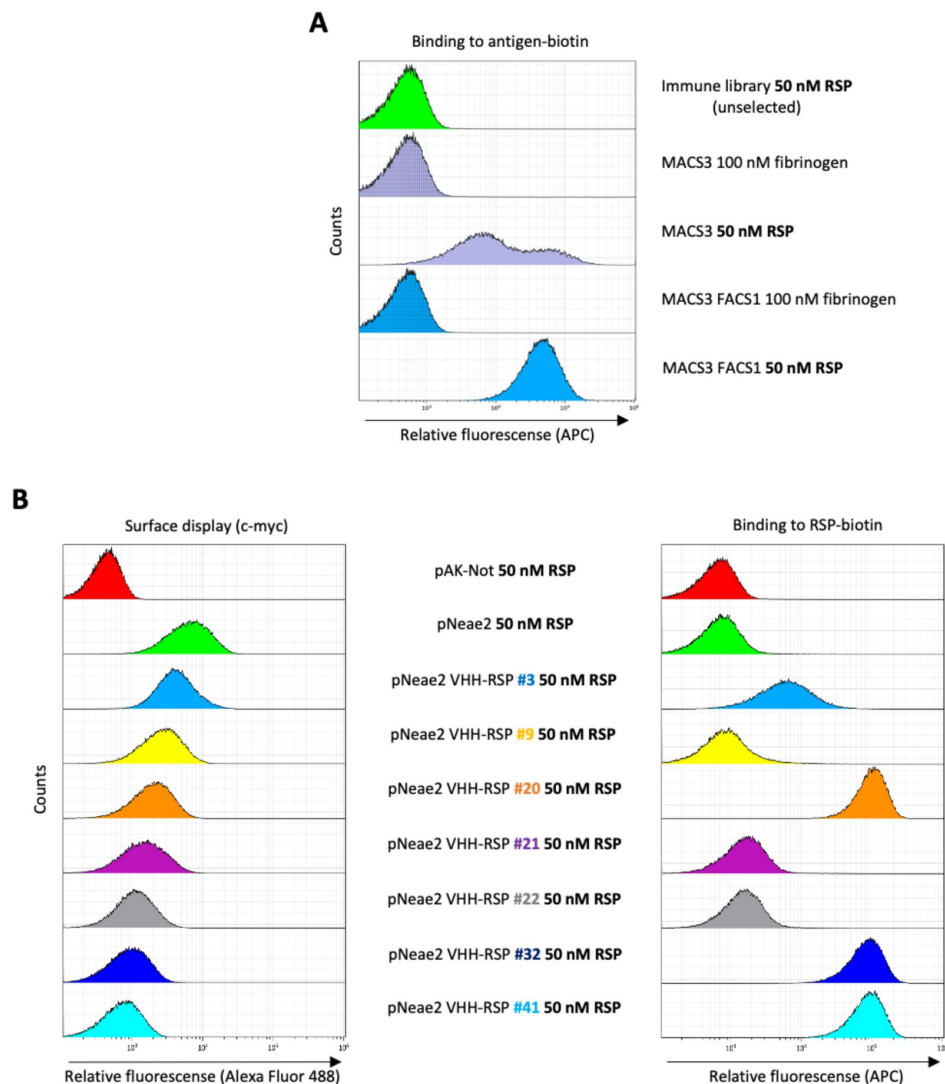 A
Binding to antigen-biotin
Immune library 50 nM RSP
(unselected)
MACS3 100 nM fibrinogen
MACS3 50 nM RSP
MACS3 FACS1 100 nM fibrinogen
MACS3 FACS1 50 nM RSP
Counts
10³ 10⁴ 10⁵ 10⁶
Relative fluorescense (APC)
B
Surface display (c-myc)
Binding to RSP-biotin
pAK-Not 50 nM RSP
pNeae2 50 nM RSP
pNeae2 VHH-RSP #3 50 nM RSP
pNeae2 VHH-RSP #9 50 nM RSP
pNeae2 VHH-RSP #20 50 nM RSP
pNeae2 VHH-RSP #21 50 nM RSP
pNeae2 VHH-RSP #22 50 nM RSP
pNeae2 VHH-RSP #32 50 nM RSP
pNeae2 VHH-RSP #41 50 nM RSP
Counts
Relative fluorescense (Alexa Fluor 488)
Relative fluorescense (APC)